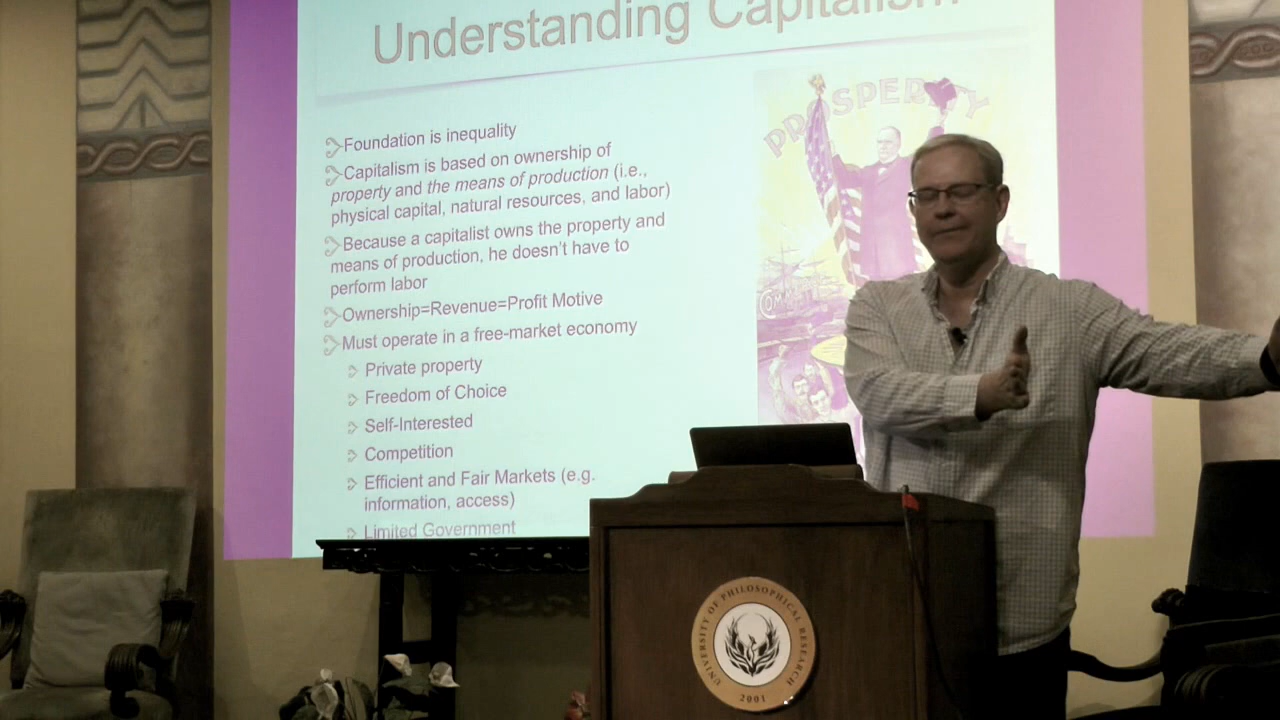 Understanding Capitalism
Foundation is inequality
Capitalism is based on ownership of
property and the means of production (i.e.,
physical capital, natural resources, and labor)
Because a capitalist owns the property and
means of production, he doesn't have to
perform labor
Ownership=Revenue=Profit Motive
Must operate in a free-market economy
Private property
Freedom of Choice
Self-Interested
Competition
Efficient and Fair Markets (e.g.
information, access)
Limited Government
PROSPERITY
UNIVERSITY OF PHILOSOPHICAL RESEARCH
2001